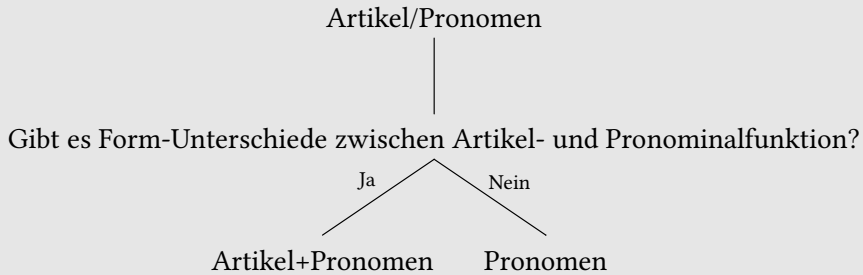 Artikel/Pronomen
Gibt es Form-Unterschiede zwischen Artikel- und Pronominalfunktion?
Ja Nein
Artikel+Pronomen Pronomen